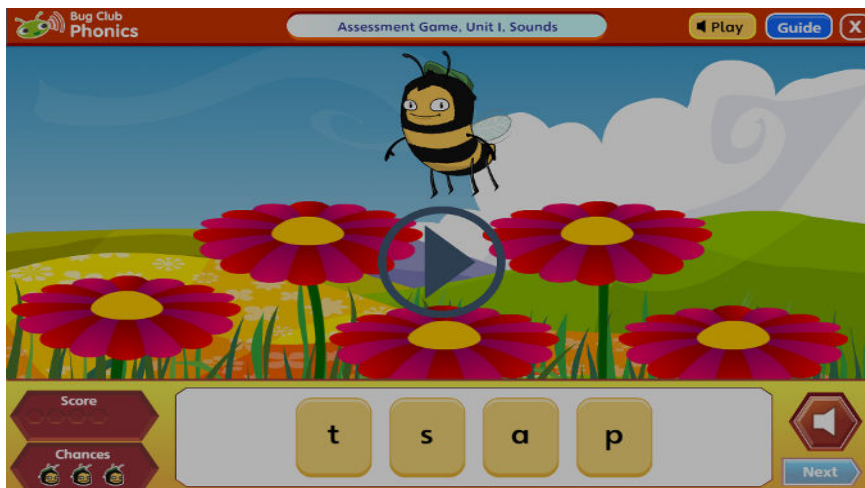 Bug Club
Phonics
Assessment Game, Unit 1, Sounds
Play
Guide
X
Score
Chances
t s a p
Next